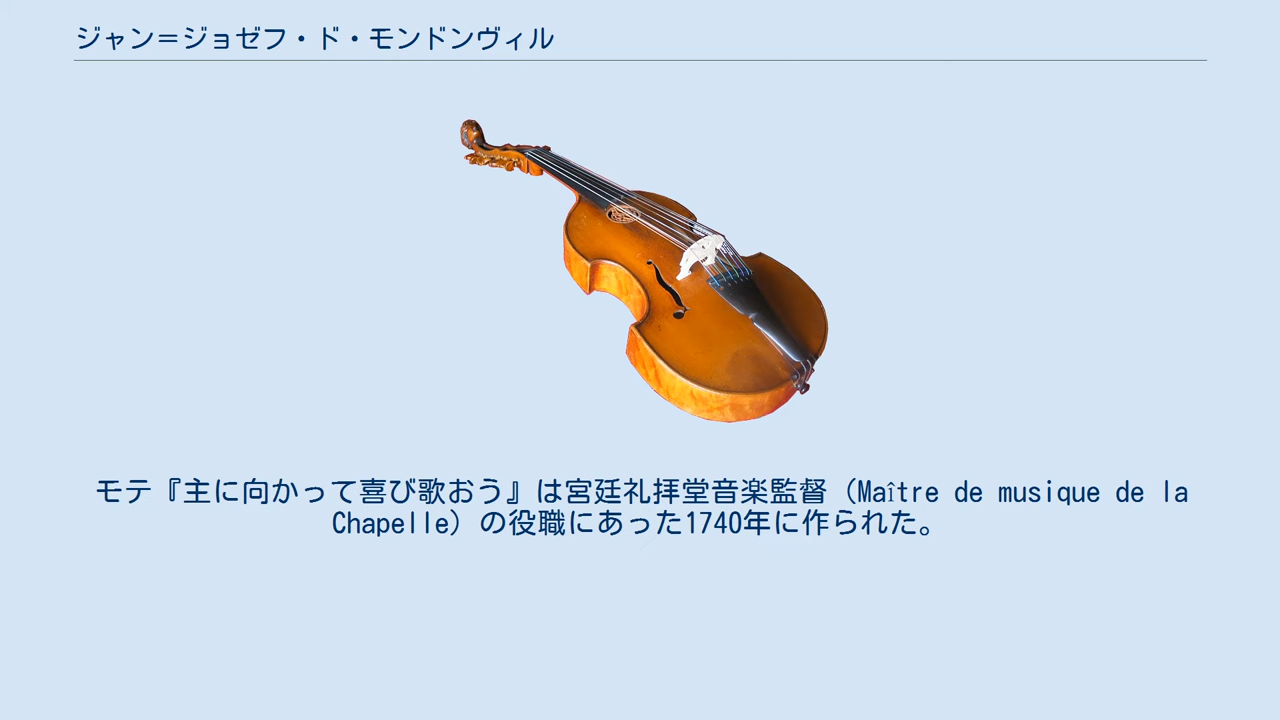 ジャン＝ジョゼフ・ド・モンドンヴィル
モテ『主に向かって喜び歌おう』は宮廷礼拝堂音楽監督（Maître de musique de la
Chapelle）の役職にあった1740年に作られた。